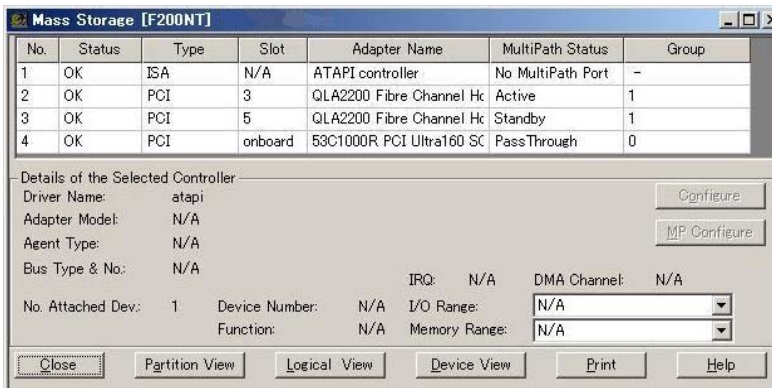 Mass Storage [F200NT]
No. Status Type Slot Adapter Name MultiPath Status Group
1 OK ISA N/A ATAPI controller No MultiPath Port -
2 OK PCI 3 QLA2200 Fibre Channel Hc Active 1
3 OK PCI 5 QLA2200 Fibre Channel Hc Standby 1
4 OK PCI onboard 53C1000R PCI Ultra160 SC PassThrough 0
Details of the Selected Controller
Driver Name: atapi
Configure
Adapter Model: N/A
Agent Type: N/A
MP Configure
Bus Type & No.: N/A
IRQ: N/A DMA Channel: N/A
No. Attached Dev.: 1 Device Number: N/A I/O Range: N/A
Function: N/A Memory Range: N/A
Close Partition View Logical View Device View Print Help